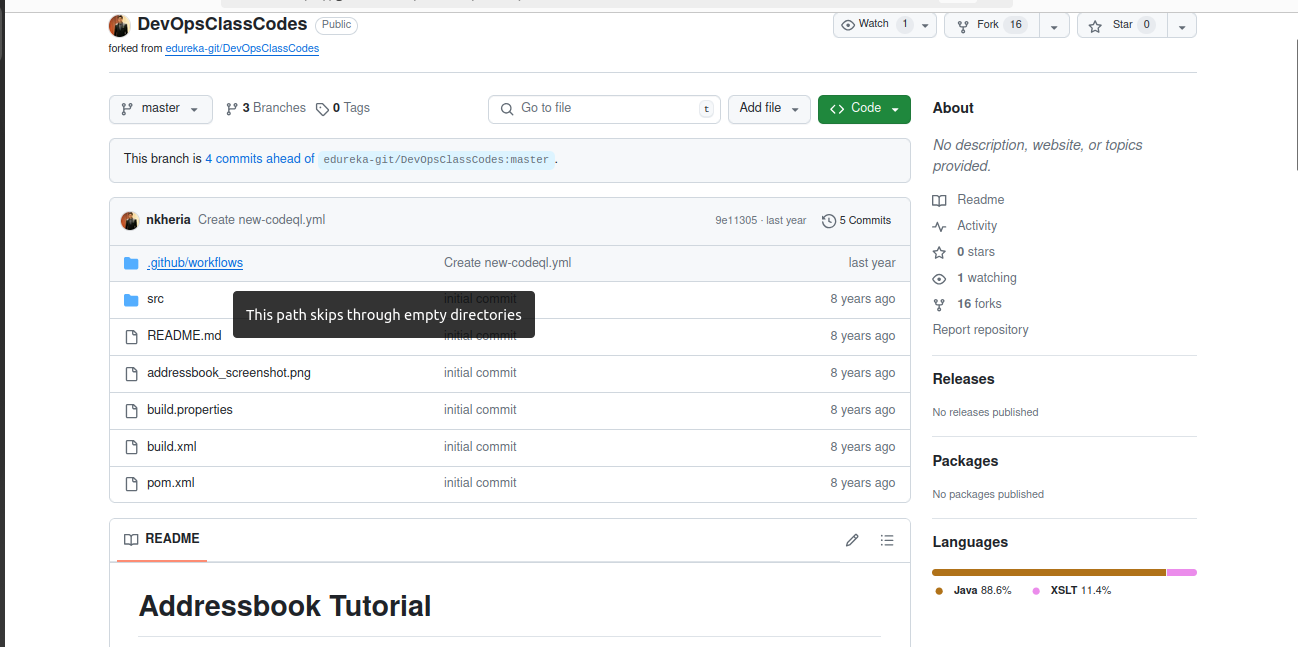 DevOpsClassCodes Public Watch 1 Fork 16 Star 0
forked from edureka-git/DevOpsClassCodes
master 3 Branches 0 Tags Go to file t Add file Code
This branch is 4 commits ahead of edureka-git/DevOpsClassCodes:master .
nkheria Create new-codeql.yml 9e11305 · last year 5 Commits
.github/workflows Create new-codeql.yml last year
src initial commit 8 years ago
This path skips through empty directories
README.md initial commit 8 years ago
addressbook_screenshot.png initial commit 8 years ago
build.properties initial commit 8 years ago
build.xml initial commit 8 years ago
pom.xml initial commit 8 years ago
README
Addressbook Tutorial
About
No description, website, or topics
provided.
Readme
Activity
0 stars
1 watching
16 forks
Report repository
Releases
No releases published
Packages
No packages published
Languages
Java 88.6% XSLT 11.4%